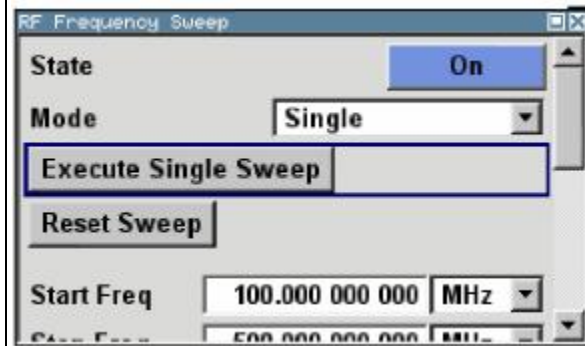 RF Frequency Sweep
State On
Mode Single
Execute Single Sweep
Reset Sweep
Start Freq 100.000 000 000 MHz